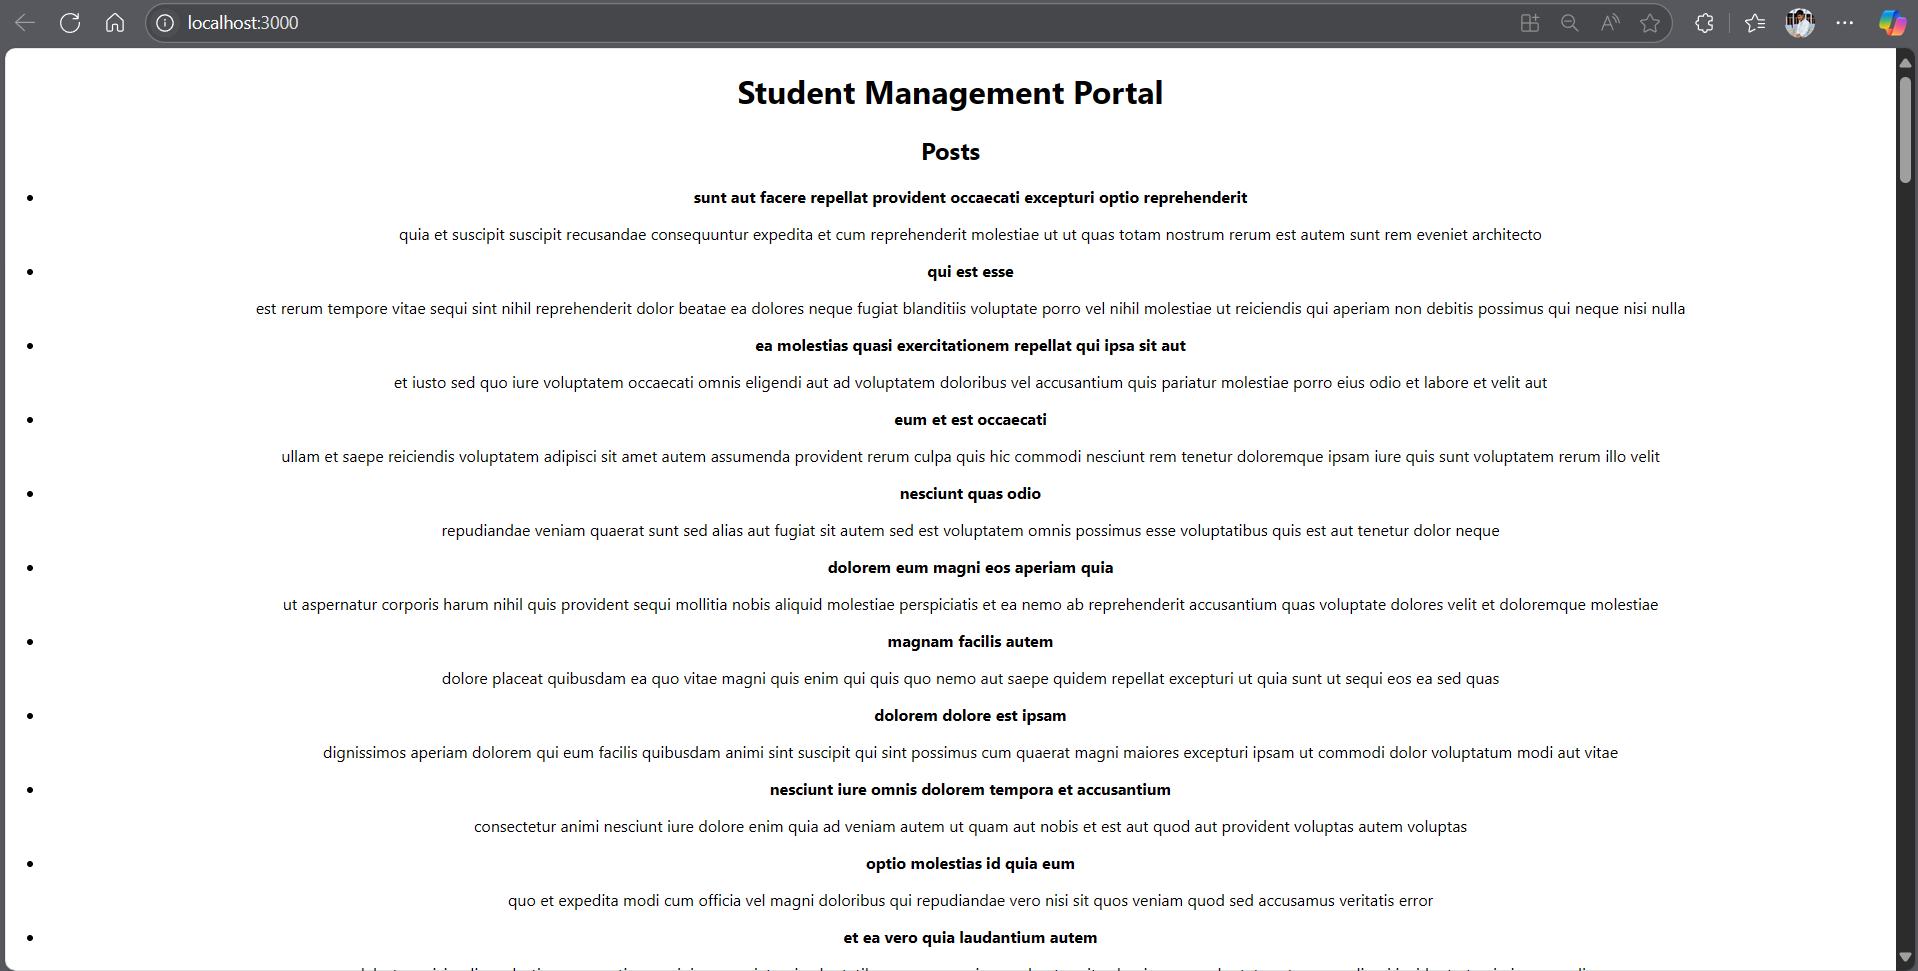 localhost:3000
Student Management Portal
Posts
• sunt aut facere repellat provident occaecati excepturi optio reprehenderit
quia et suscipit suscipit recusandae consequuntur expedita et cum reprehenderit molestiae ut ut quas totam nostrum rerum est autem sunt rem eveniet architecto
• qui est esse
est rerum tempore vitae sequi sint nihil reprehenderit dolor beatae ea dolores neque fugiat blanditiis voluptate porro vel nihil molestiae ut reiciendis qui aperiam non debitis possimus qui neque nisi nulla
• ea molestias quasi exercitationem repellat qui ipsa sit aut
et iusto sed quo iure voluptatem occaecati omnis eligendi aut ad voluptatem doloribus vel accusantium quis pariatur molestiae porro eius odio et labore et velit aut
• eum et est occaecati
ullam et saepe reiciendis voluptatem adipisci sit amet autem assumenda provident rerum culpa quis hic commodi nesciunt rem tenetur doloremque ipsam iure quis sunt voluptatem rerum illo velit
• nesciunt quas odio
repudiandae veniam quaerat sunt sed alias aut fugiat sit autem sed est voluptatem omnis possimus esse voluptatibus quis est aut tenetur dolor neque
• dolorem eum magni eos aperiam quia
ut aspernatur corporis harum nihil quis provident sequi mollitia nobis aliquid molestiae perspiciatis et ea nemo ab reprehenderit accusantium quas voluptate dolores velit et doloremque molestiae
• magnam facilis autem
dolore placeat quibusdam ea quo vitae magni quis enim qui quis quo nemo aut saepe quidem repellat excepturi ut quia sunt ut sequi eos ea sed quas
• dolorem dolore est ipsam
dignissimos aperiam dolorem qui eum facilis quibusdam animi sint suscipit qui sint possimus cum quaerat magni maiores excepturi ipsam ut commodi dolor voluptatum modi aut vitae
• nesciunt iure omnis dolorem tempora et accusantium
consectetur animi nesciunt iure dolore enim quia ad veniam autem ut quam aut nobis et est aut quod aut provident voluptas autem voluptas
• optio molestias id quia eum
quo et expedita modi cum officia vel magni doloribus qui repudiandae vero nisi sit quos veniam quod sed accusamus veritatis error
• et ea vero quia laudantium autem